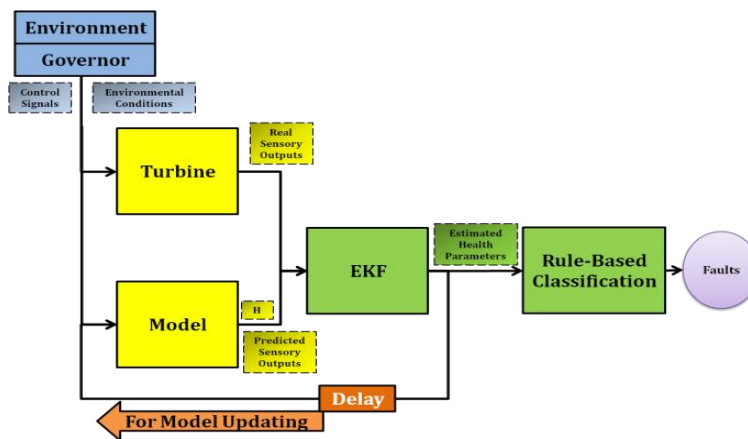 Environment
Governor
Control
Signals
Environmental
Conditions
Real
Sensory
Outputs
Turbine
Estimated
Health
Parameters
EKF
Rule-Based
Classification
Faults
Model
H
Predicted
Sensory
Outputs
Delay
For Model Updating